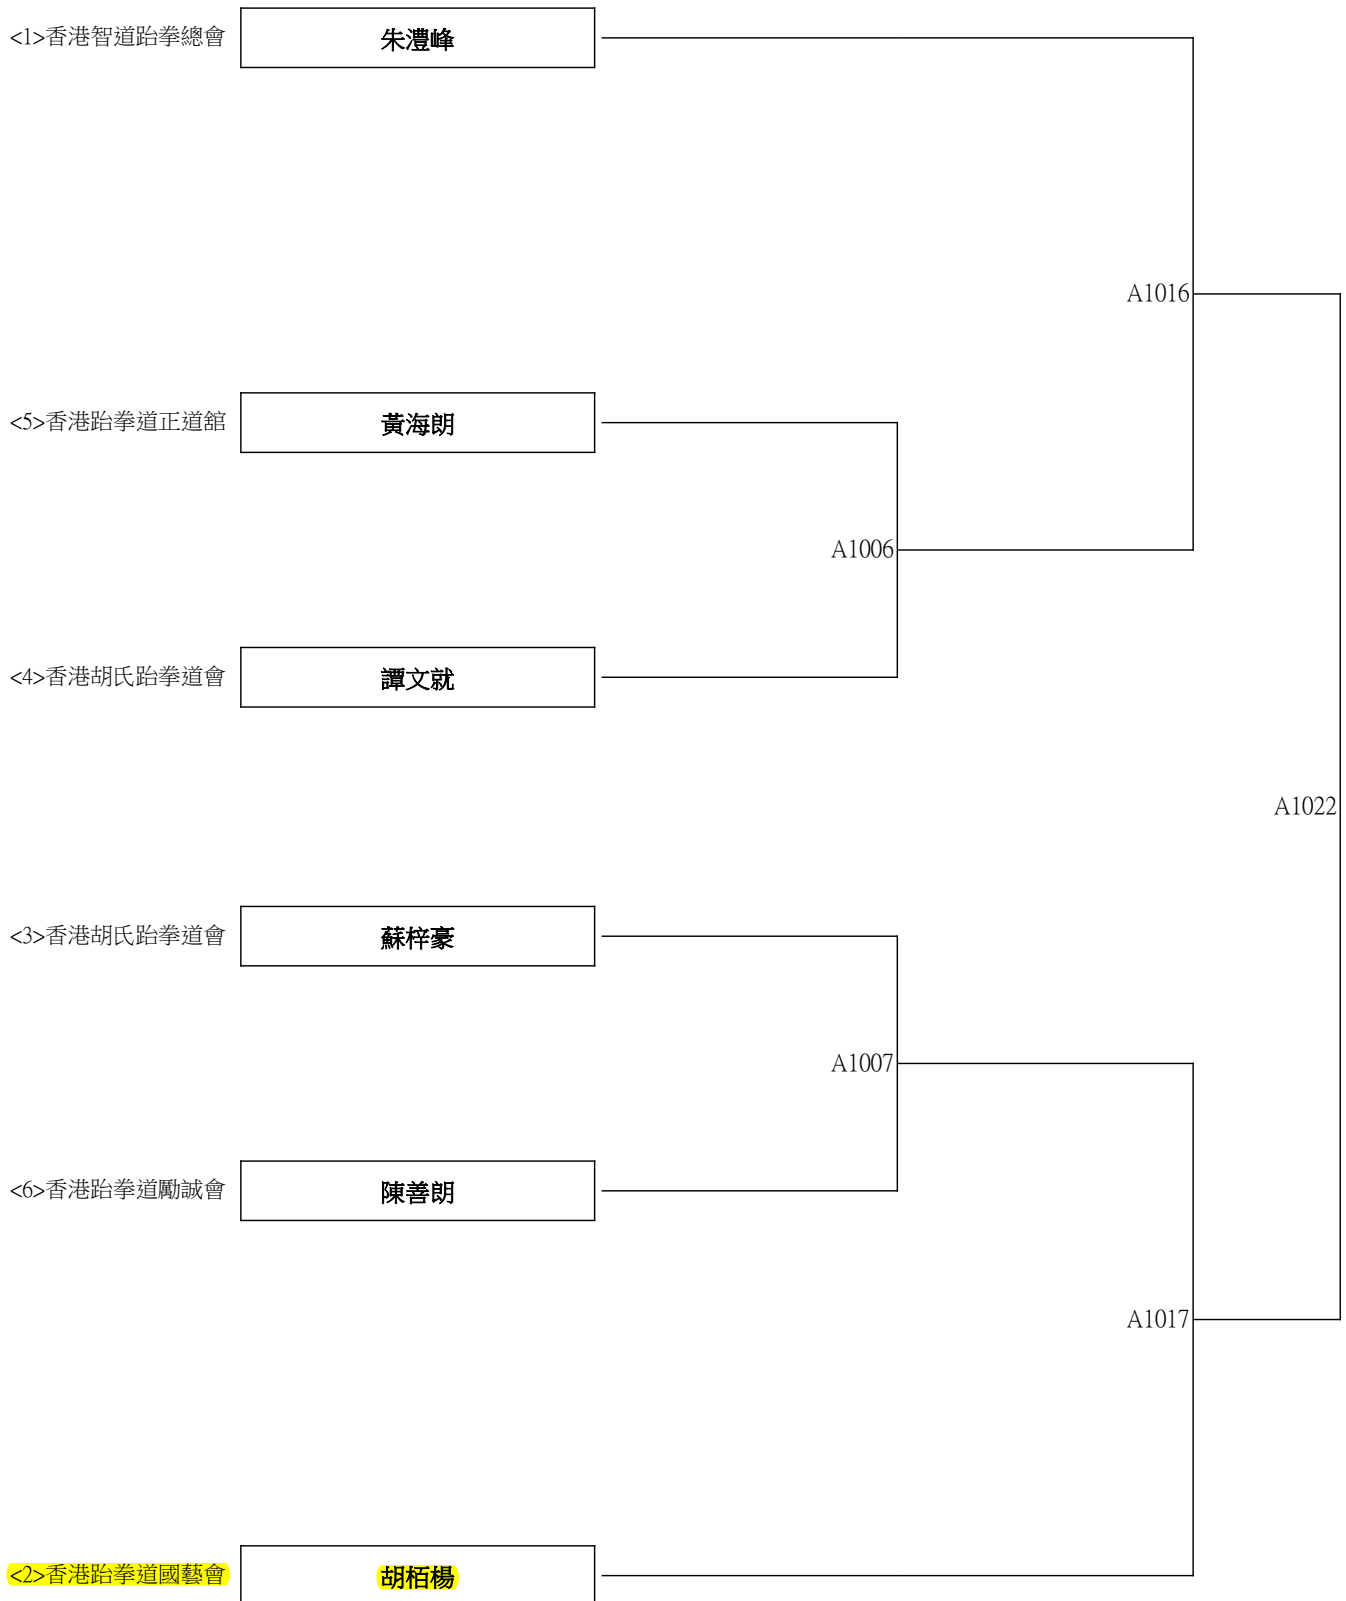 <1>香港智道跆拳總會 朱灃峰
A1016
<5>香港跆拳道正道舘 黃海朗
A1006
<4>香港胡氏跆拳道會 譚文就
A1022
<3>香港胡氏跆拳道會 蘇梓豪
A1007
<6>香港跆拳道勵誠會 陳善朗
A1017
<2>香港跆拳道國藝會 胡栢楊